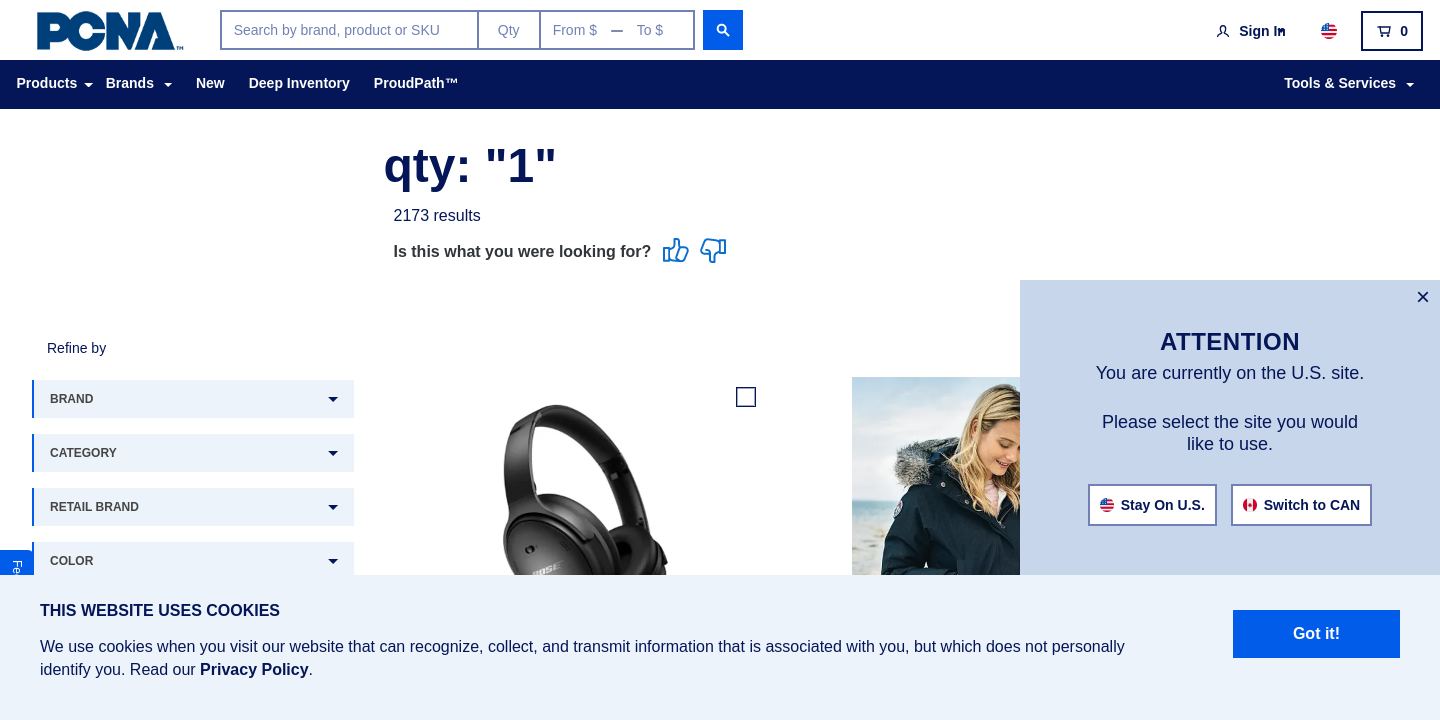 PCNA™
Search by brand, product or SKU
Qty
From $ — To $
Sign In
0
Products
Brands
New
Deep Inventory
ProudPath™
Tools & Services
qty: "1"
2173 results
Is this what you were looking for?
Refine by
BRAND
CATEGORY
RETAIL BRAND
COLOR
BOSE
×
ATTENTION
You are currently on the U.S. site.
Please select the site you would
like to use.
Stay On U.S.
Switch to CAN
THIS WEBSITE USES COOKIES
We use cookies when you visit our website that can recognize, collect, and transmit information that is associated with you, but which does not personally
identify you. Read our Privacy Policy.
Got it!